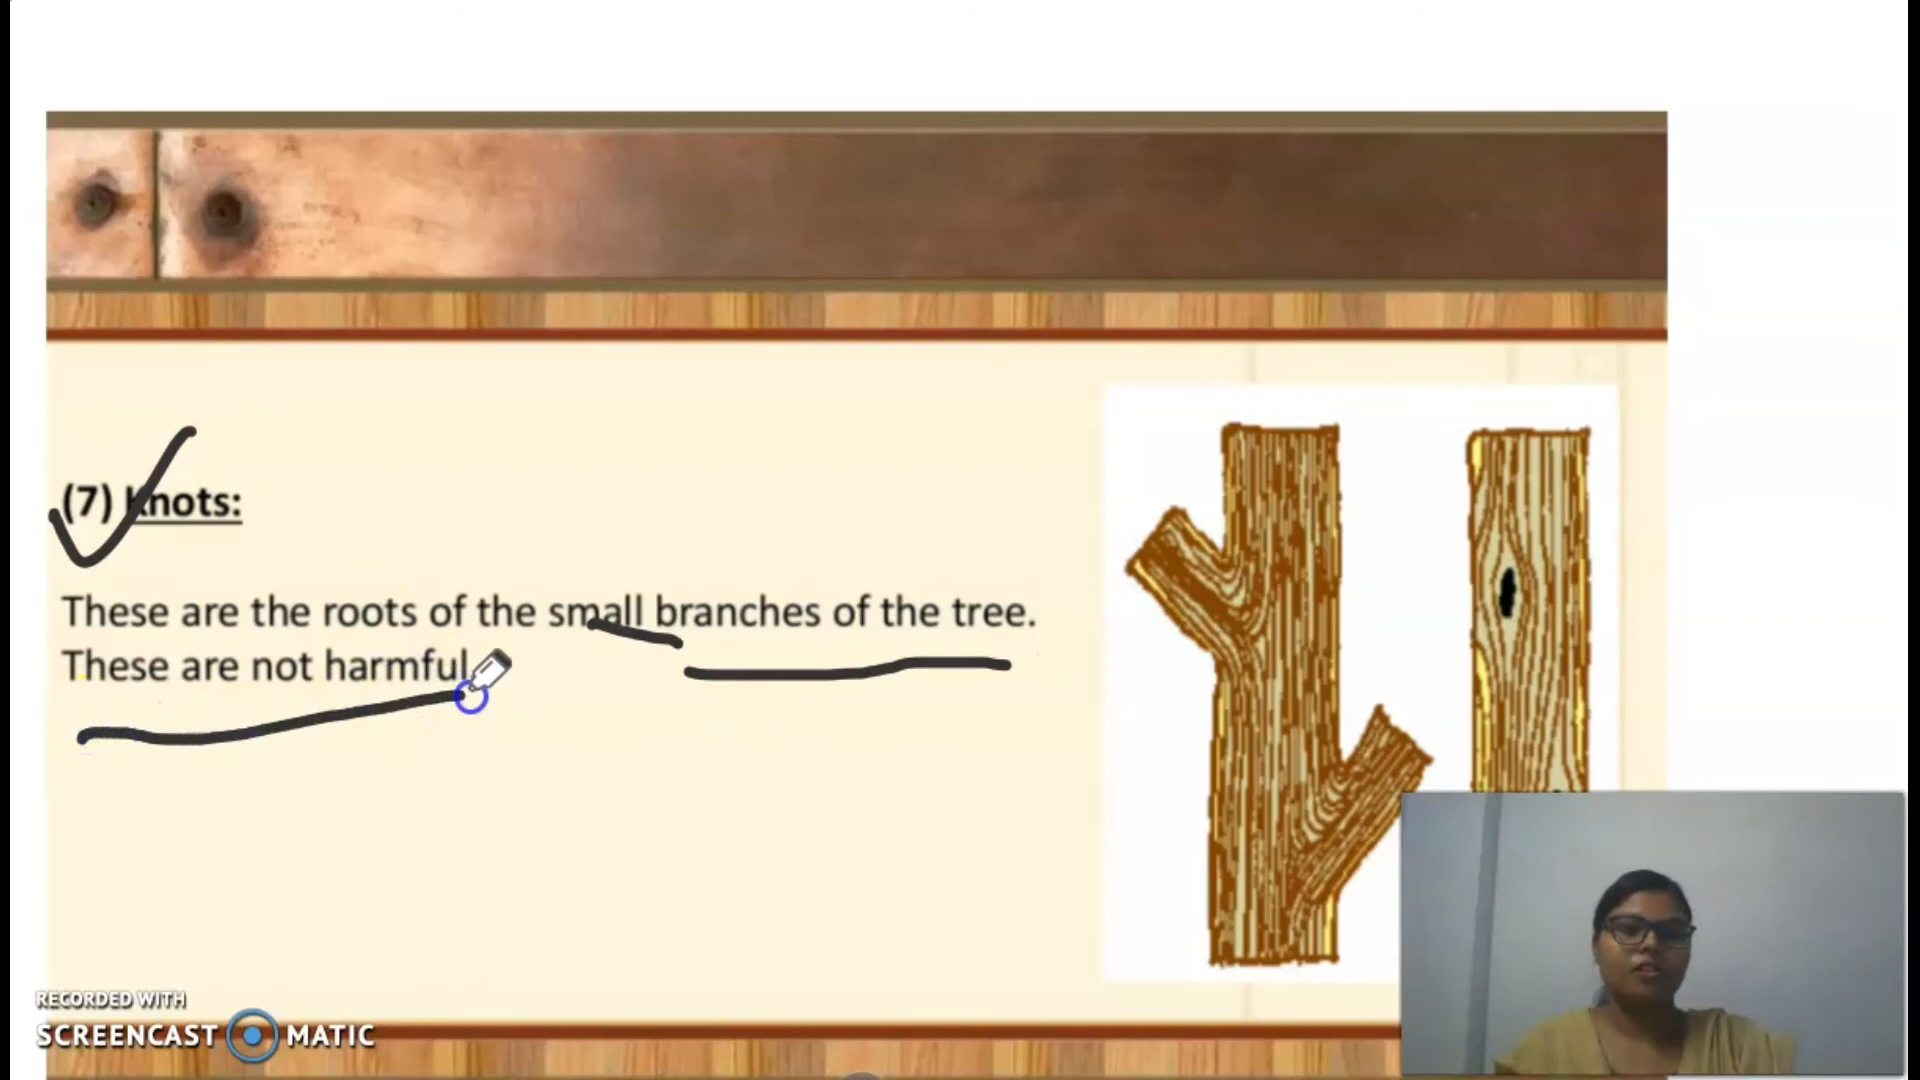 (7) Knots:
These are the roots of the small branches of the tree.
These are not harmful.
RECORDED WITH
SCREENCAST MATIC